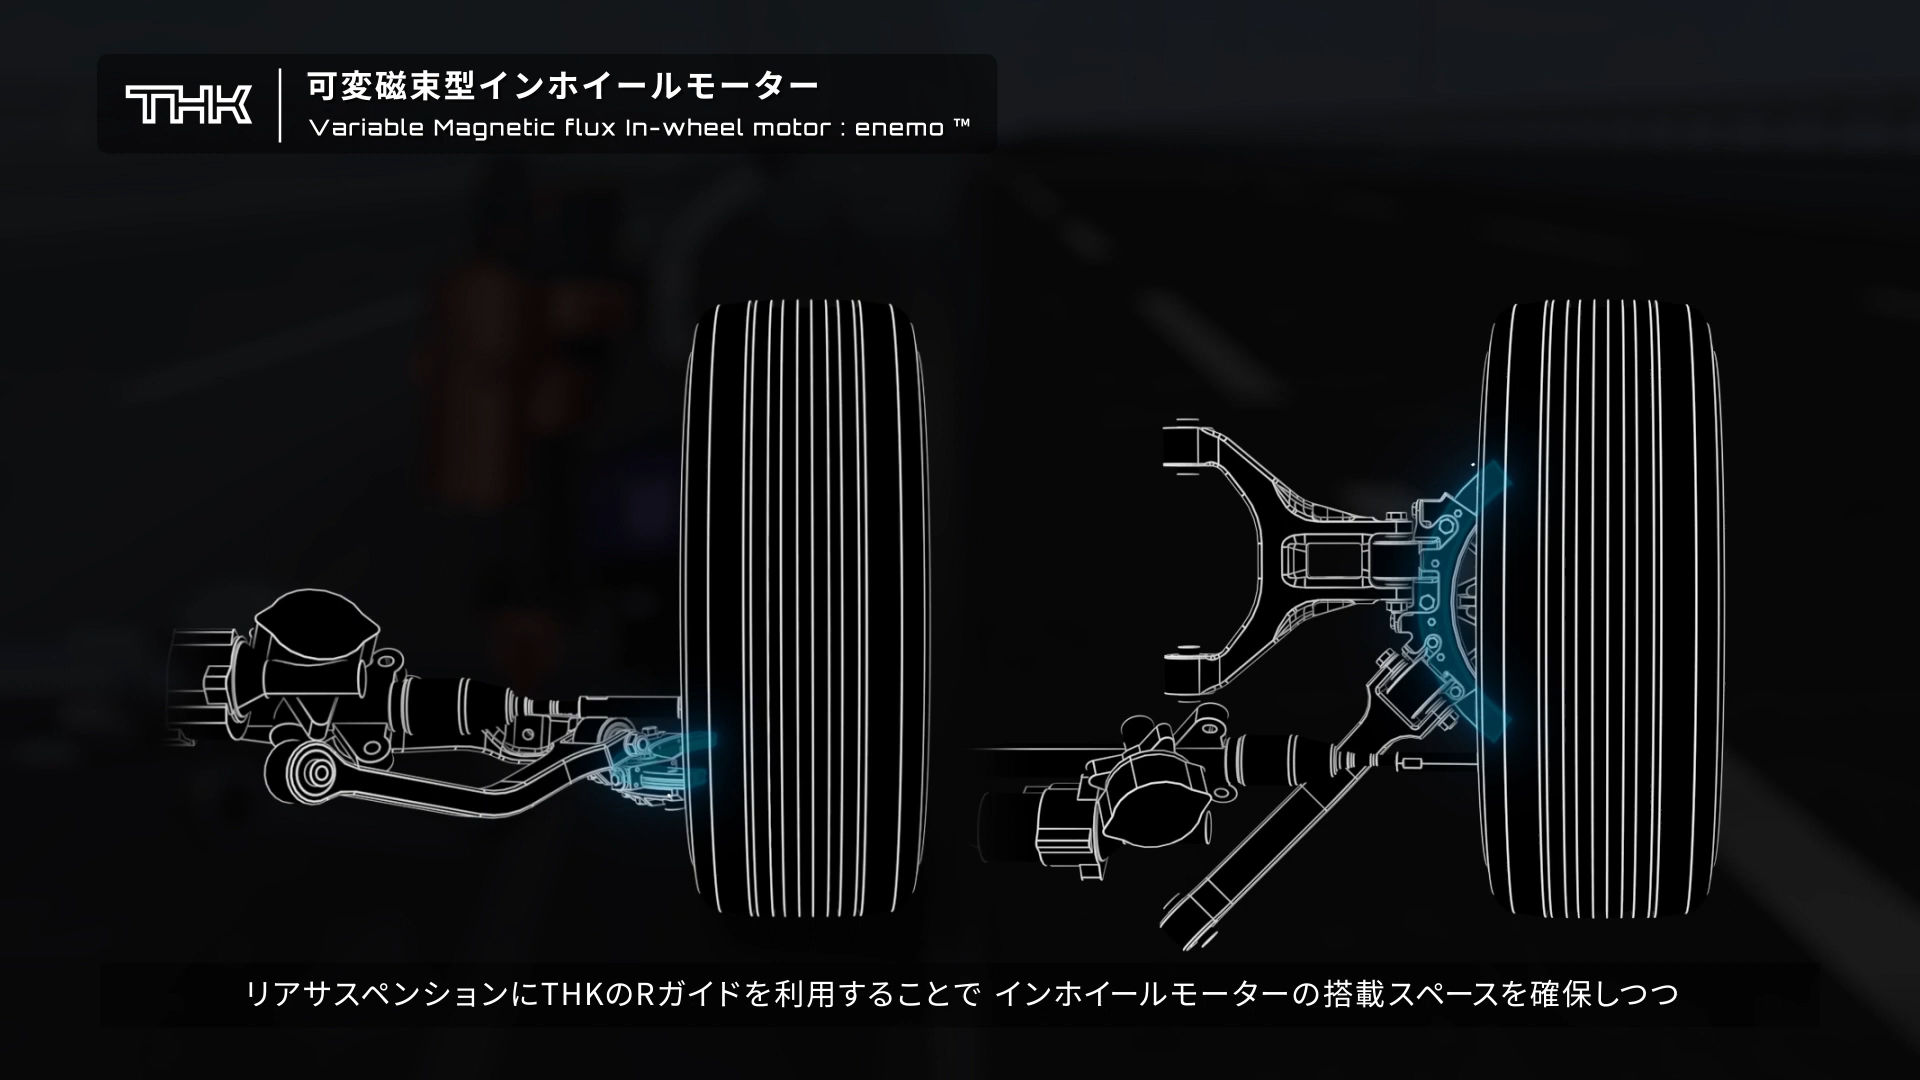 THK
可変磁束型インホイールモーター
Variable Magnetic flux In-wheel motor : enemo ™
リアサスペンションにTHKのRガイドを利用することで インホイールモーターの搭載スペースを確保しつつ